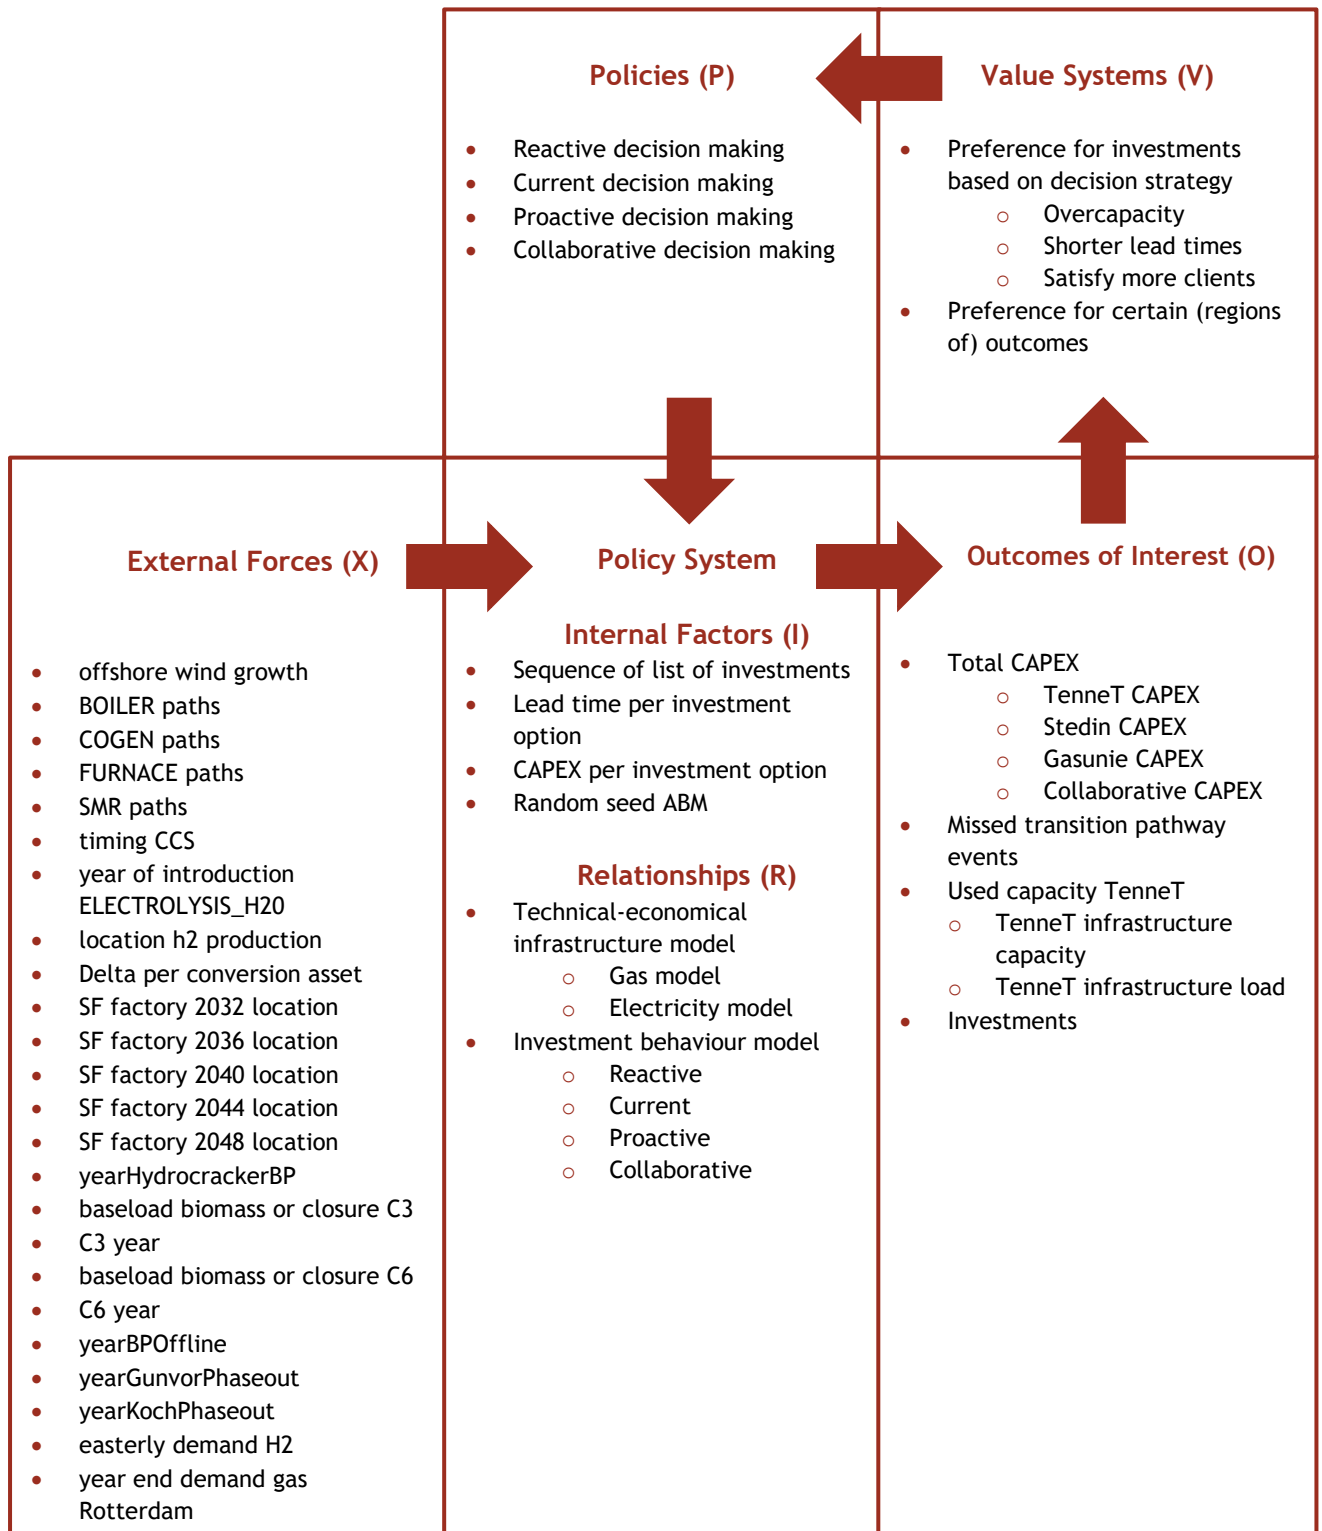 Policies (P)
Reactive decision making
Current decision making
Proactive decision making
Collaborative decision making
Value Systems (V)
Preference for investments
based on decision strategy
Overcapacity
Shorter lead times
Satisfy more clients
Preference for certain (regions
of) outcomes
External Forces (X)
offshore wind growth
BOILER paths
COGEN paths
FURNACE paths
SMR paths
timing CCS
year of introduction
ELECTROLYSIS_H20
location h2 production
Delta per conversion asset
SF factory 2032 location
SF factory 2036 location
SF factory 2040 location
SF factory 2044 location
SF factory 2048 location
yearHydrocrackerBP
baseload biomass or closure C3
C3 year
baseload biomass or closure C6
C6 year
yearBPOffline
yearGunvorPhaseout
yearKochPhaseout
easterly demand H2
year end demand gas
Rotterdam
Policy System
Internal Factors (I)
Sequence of list of investments
Lead time per investment
option
CAPEX per investment option
Random seed ABM
Relationships (R)
Technical-economical
infrastructure model
Gas model
Electricity model
Investment behaviour model
Reactive
Current
Proactive
Collaborative
Outcomes of Interest (O)
Total CAPEX
TenneT CAPEX
Stedin CAPEX
Gasunie CAPEX
Collaborative CAPEX
Missed transition pathway
events
Used capacity TenneT
TenneT infrastructure
capacity
TenneT infrastructure load
Investments